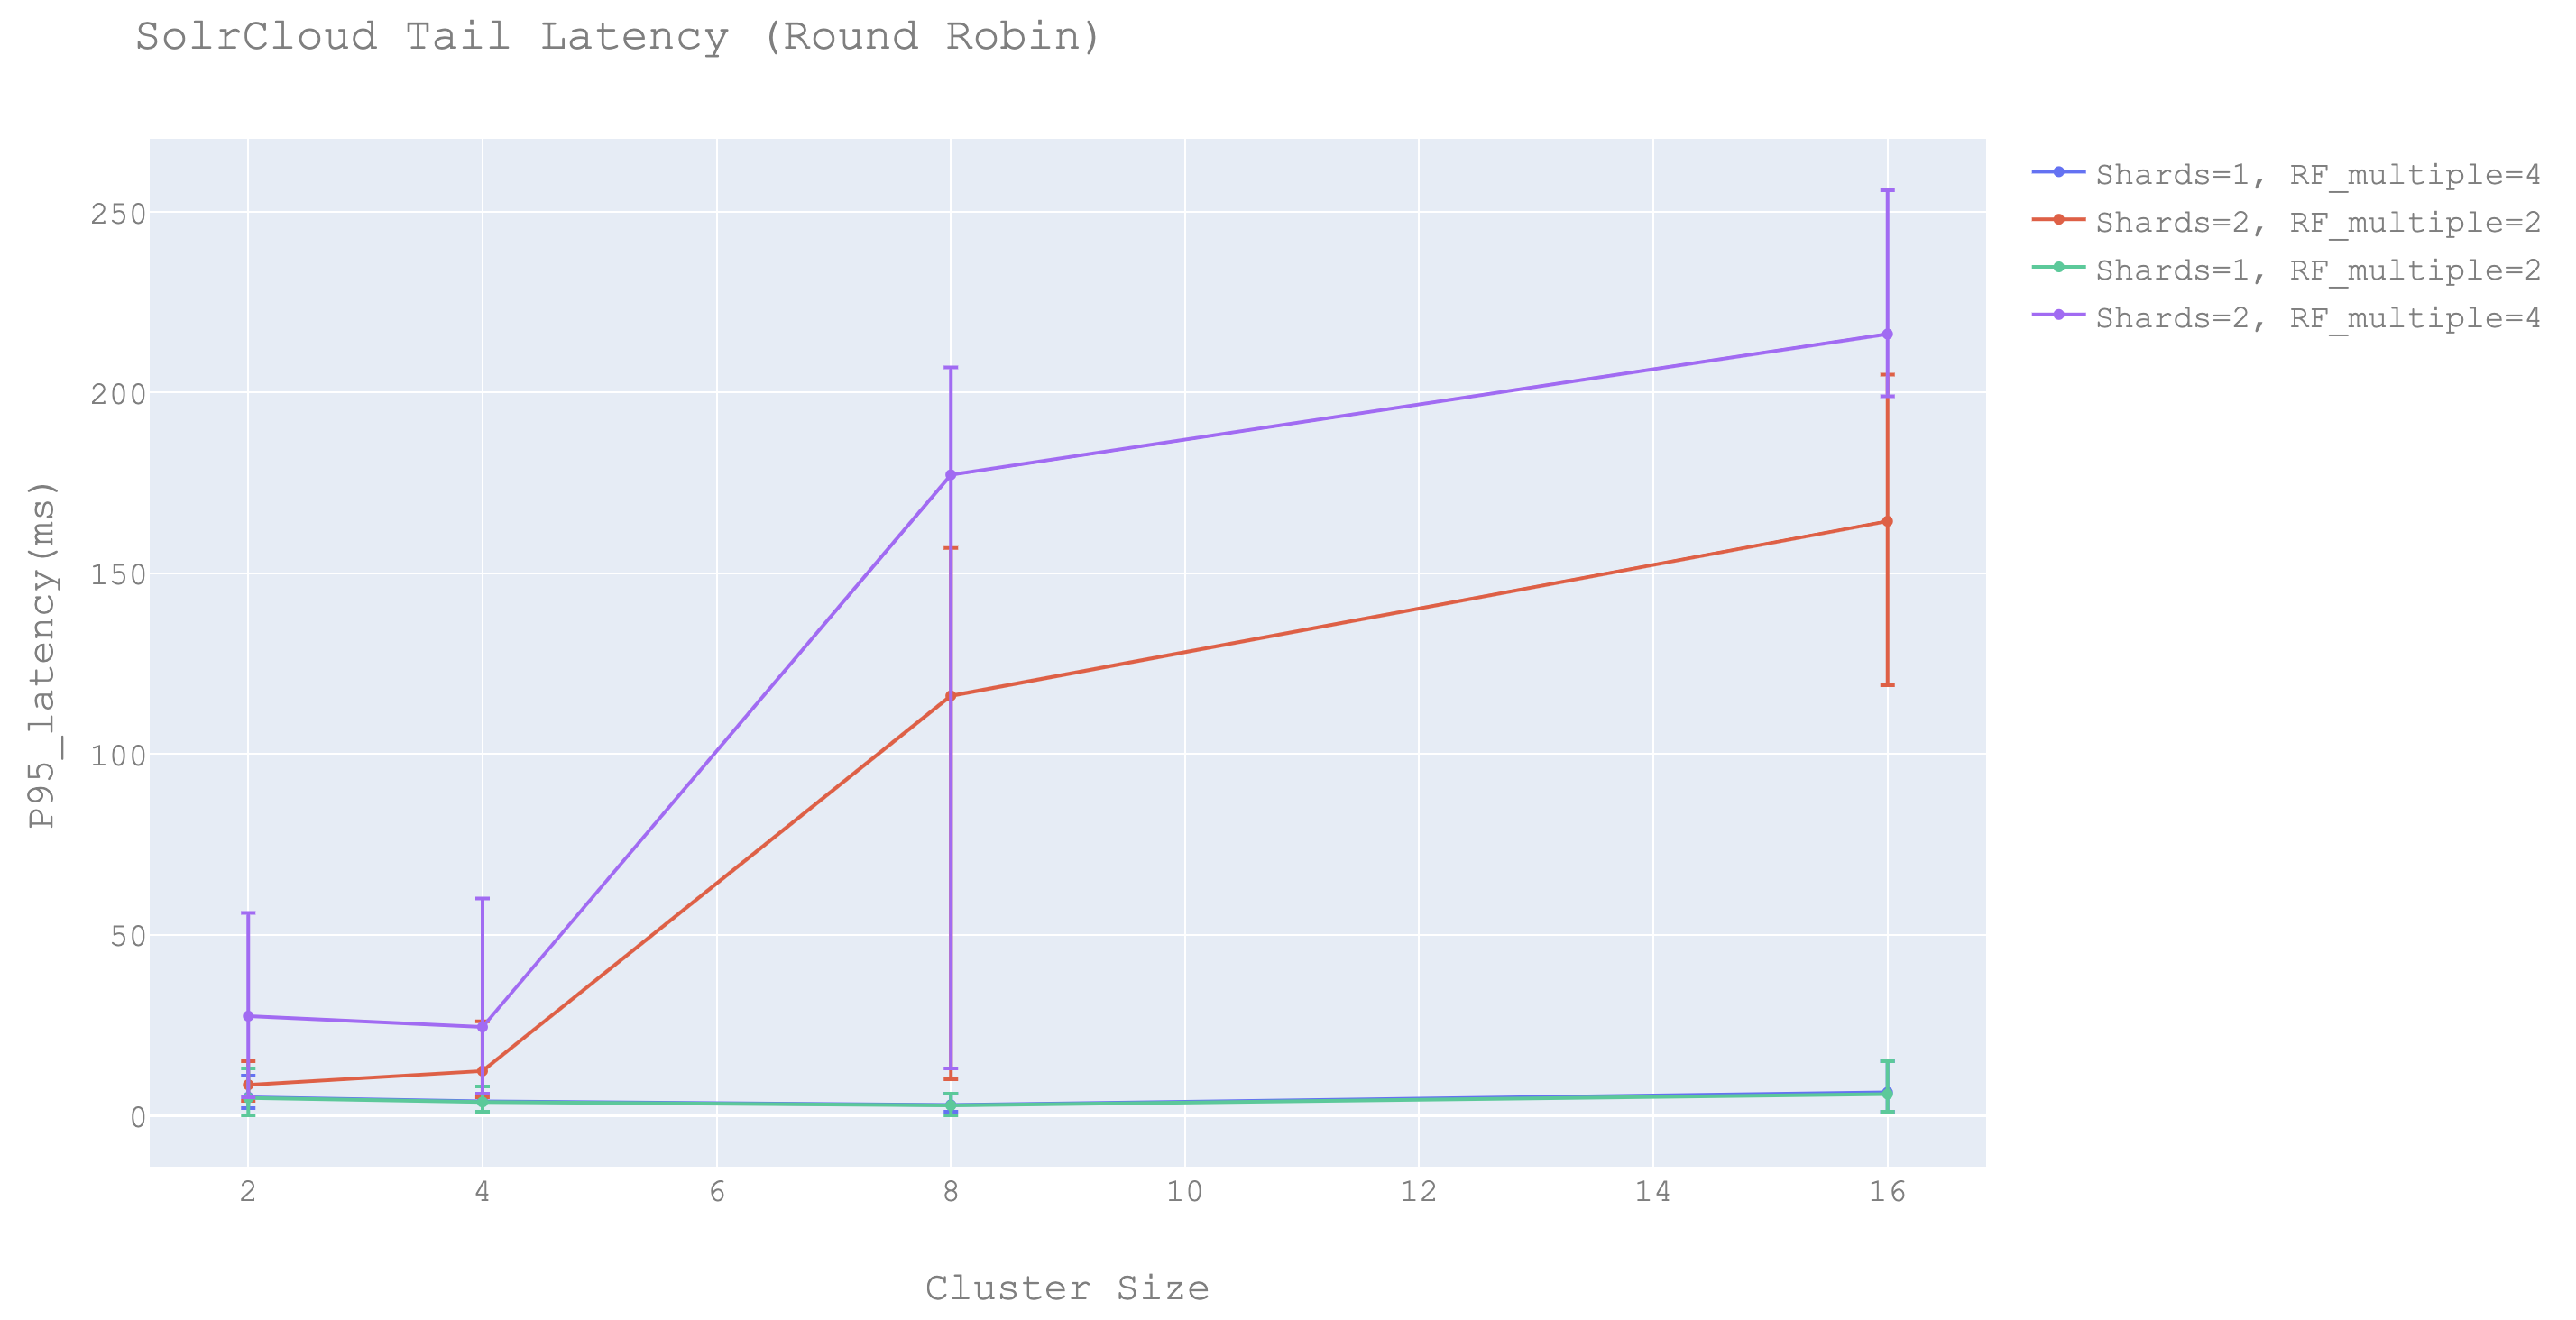 SolrCloud Tail Latency (Round Robin)
Shards=1, RF_multiple=4
Shards=2, RF_multiple=2
Shards=1, RF_multiple=2
Shards=2, RF_multiple=4
P95_latency(ms)
250
200
150
100
50
0
2 4 6 8 10 12 14 16
Cluster Size